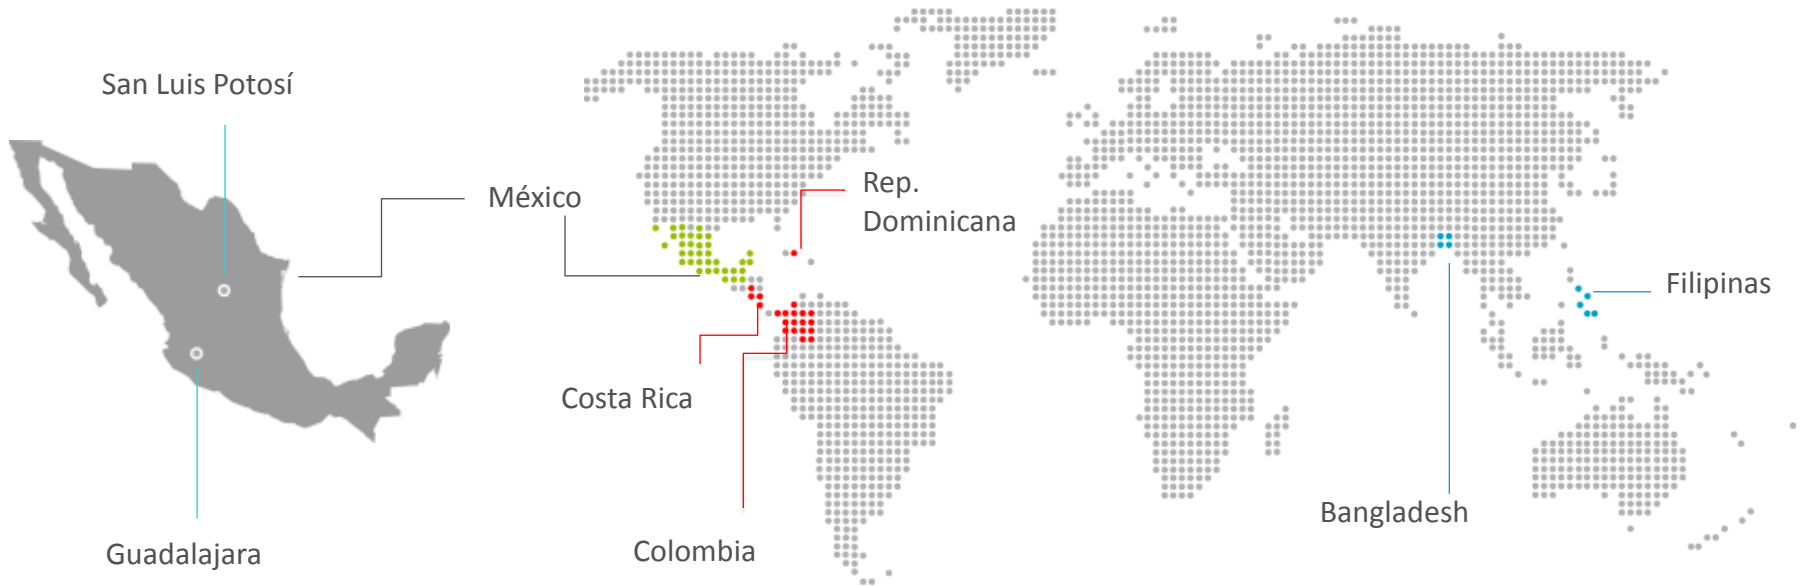 San Luis Potosí
México
Rep.
Dominicana
Filipinas
Costa Rica
Bangladesh
Guadalajara
Colombia